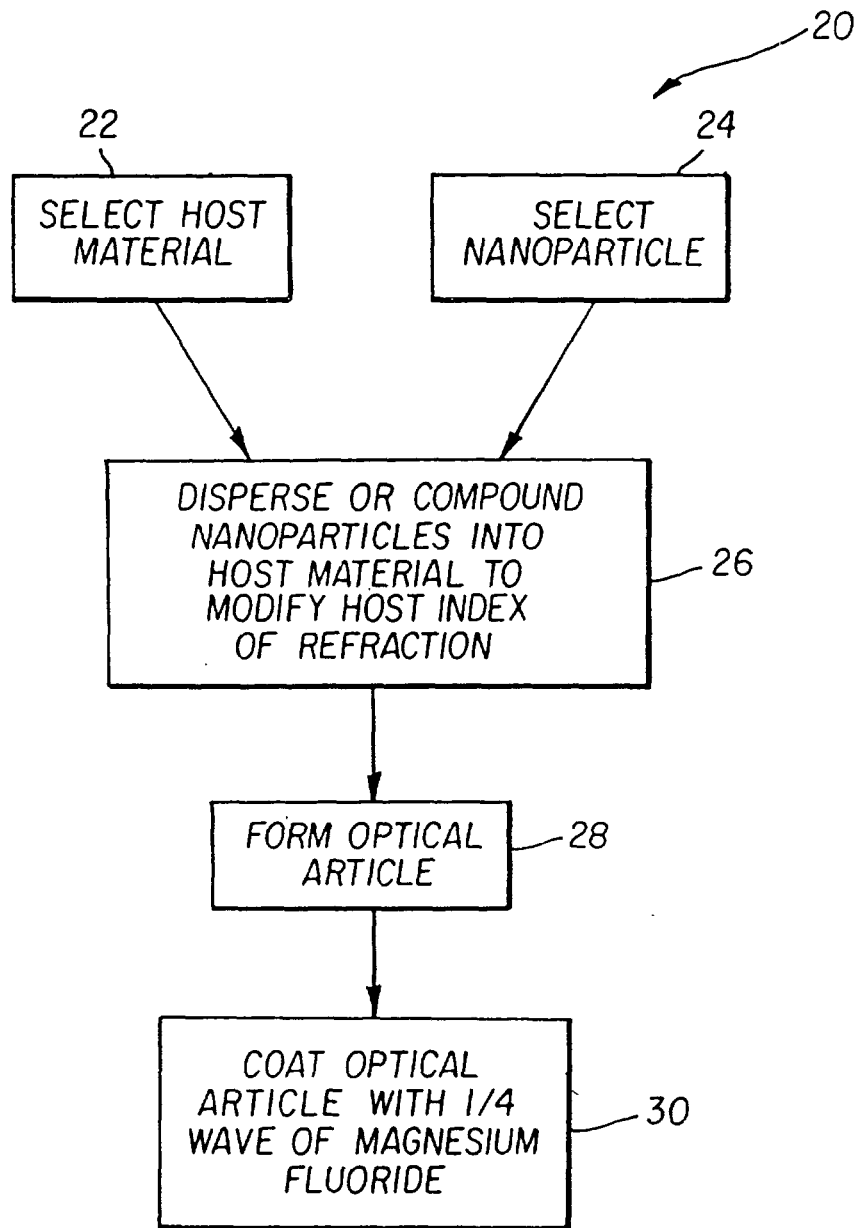 20
22
24
SELECT HOST
MATERIAL
SELECT
NANOPARTICLE
DISPERSE OR COMPOUND
NANOPARTICLES INTO
HOST MATERIAL TO
MODIFY HOST INDEX
OF REFRACTION
26
FORM OPTICAL
ARTICLE
28
COAT OPTICAL
ARTICLE WITH 1/4
WAVE OF MAGNESIUM
FLUORIDE
30